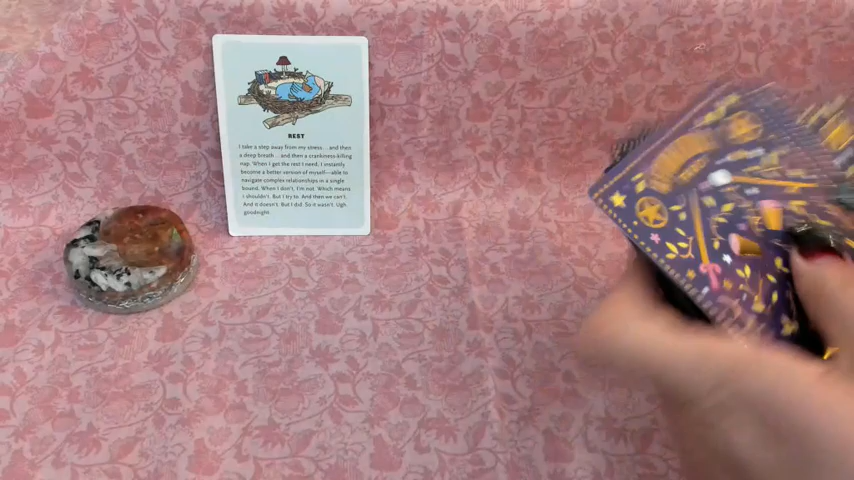 REST
I take a step away from my stress. . . and then
a deep breath. . . and then a crankiness-killing
nap. When I get the rest I need, I instantly
become a better version of myself—able to
navigate complex relationships in a single
bound. When I don't, I'm not. Which means
I shouldn't. But I try to. And then we can't.
And it doesn't. But I did. So it wasn't. Ugh.
goodnight.